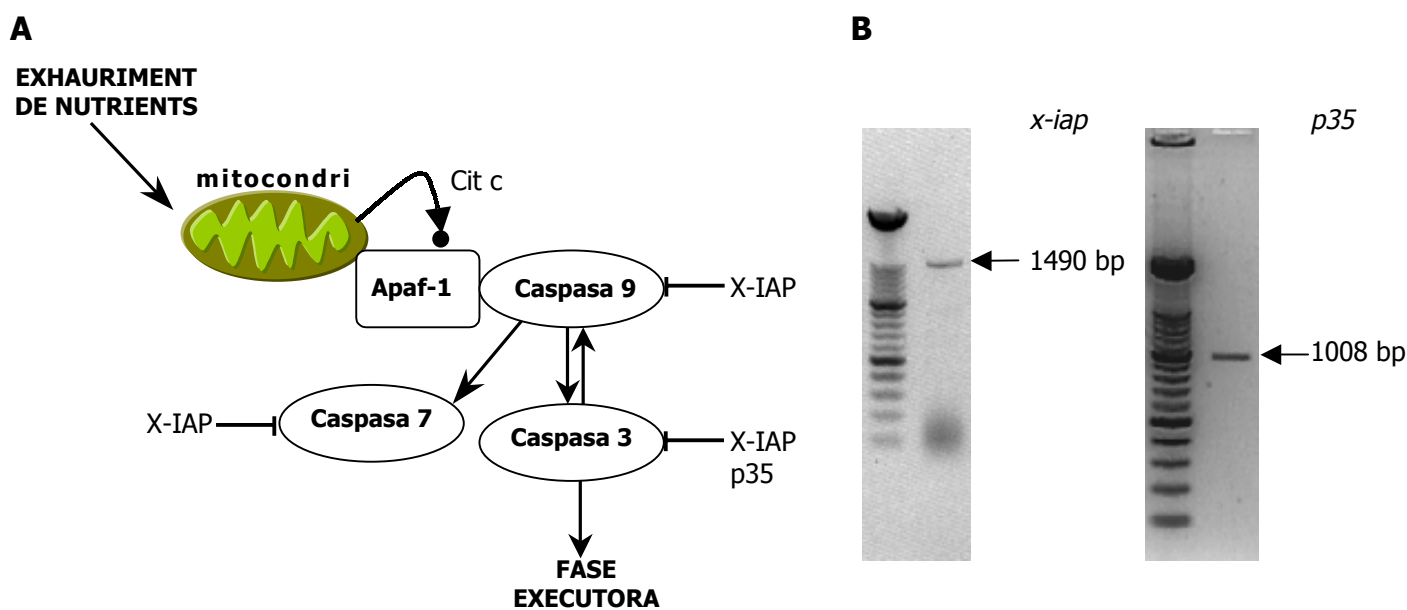 A
EXHAURIMENT
DE NUTRIENTS
mitocondri
Cit c
Apaf-1
Caspasa 9
X-IAP
X-IAP
Caspasa 7
Caspasa 3
X-IAP
p35
FASE
EXECUTORA
B
x-iap
1490 bp
p35
1008 bp